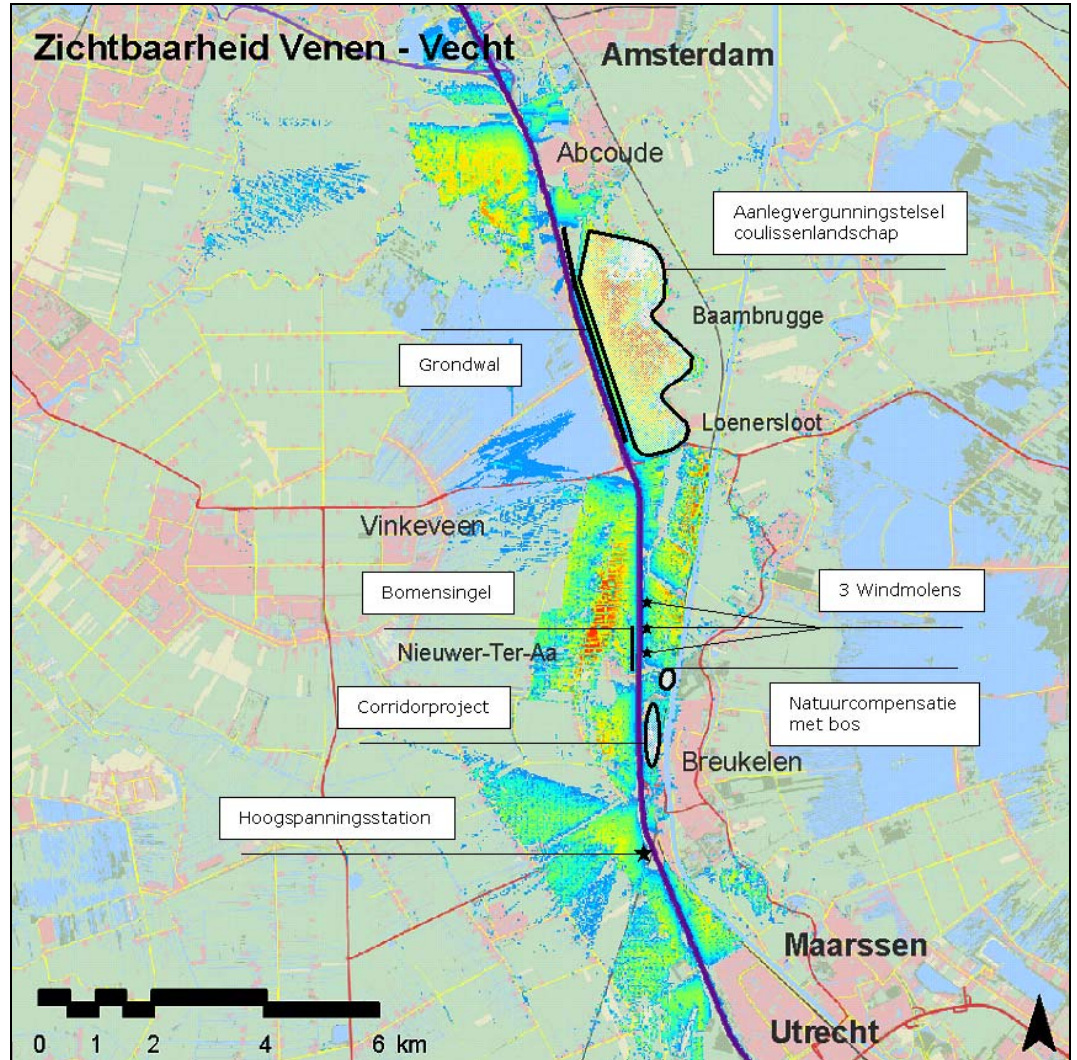 Zichtbaarheid Venen - Vecht
Amsterdam
Abcoude
Aanlegvergunningstelsel
coulissenlandschap
Baambrugge
Grondwal
Loenersloot
Vinkeveen
Bomensingel
3 Windmolens
Nieuwer-Ter-Aa
Corridorproject
Natuurcompensatie
met bos
Breukelen
Hoogspanningsstation
Maarssen
Utrecht
0 1 2 4 6 km